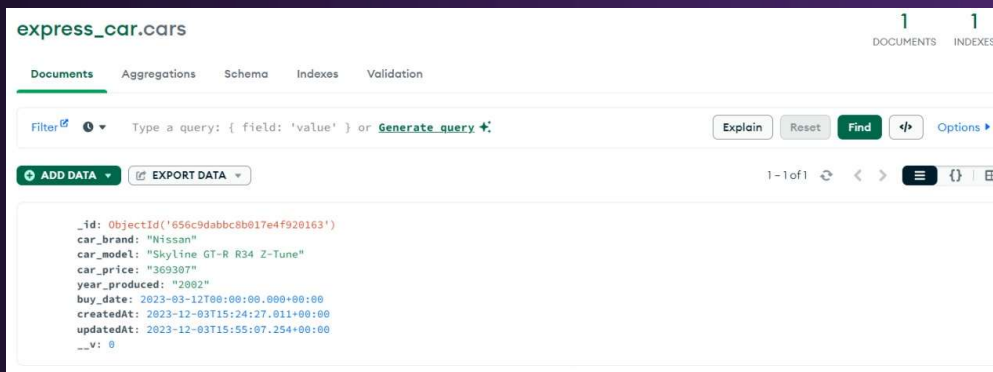 express_car.cars
1
DOCUMENTS
1
INDEXES
Documents Aggregations Schema Indexes Validation
Filter Type a query: { field: 'value' } or Generate query Explain Reset Find </> Options
ADD DATA EXPORT DATA 1-1 of 1 {}
_id: ObjectId('656c9dabbc8b017e4f920163')
car_brand: "Nissan"
car_model: "Skyline GT-R R34 Z-Tune"
car_price: "369307"
year_produced: "2002"
buy_date: 2023-03-12T00:00:00.000+00:00
createdAt: 2023-12-03T15:24:27.011+00:00
updatedAt: 2023-12-03T15:55:07.254+00:00
__v: 0